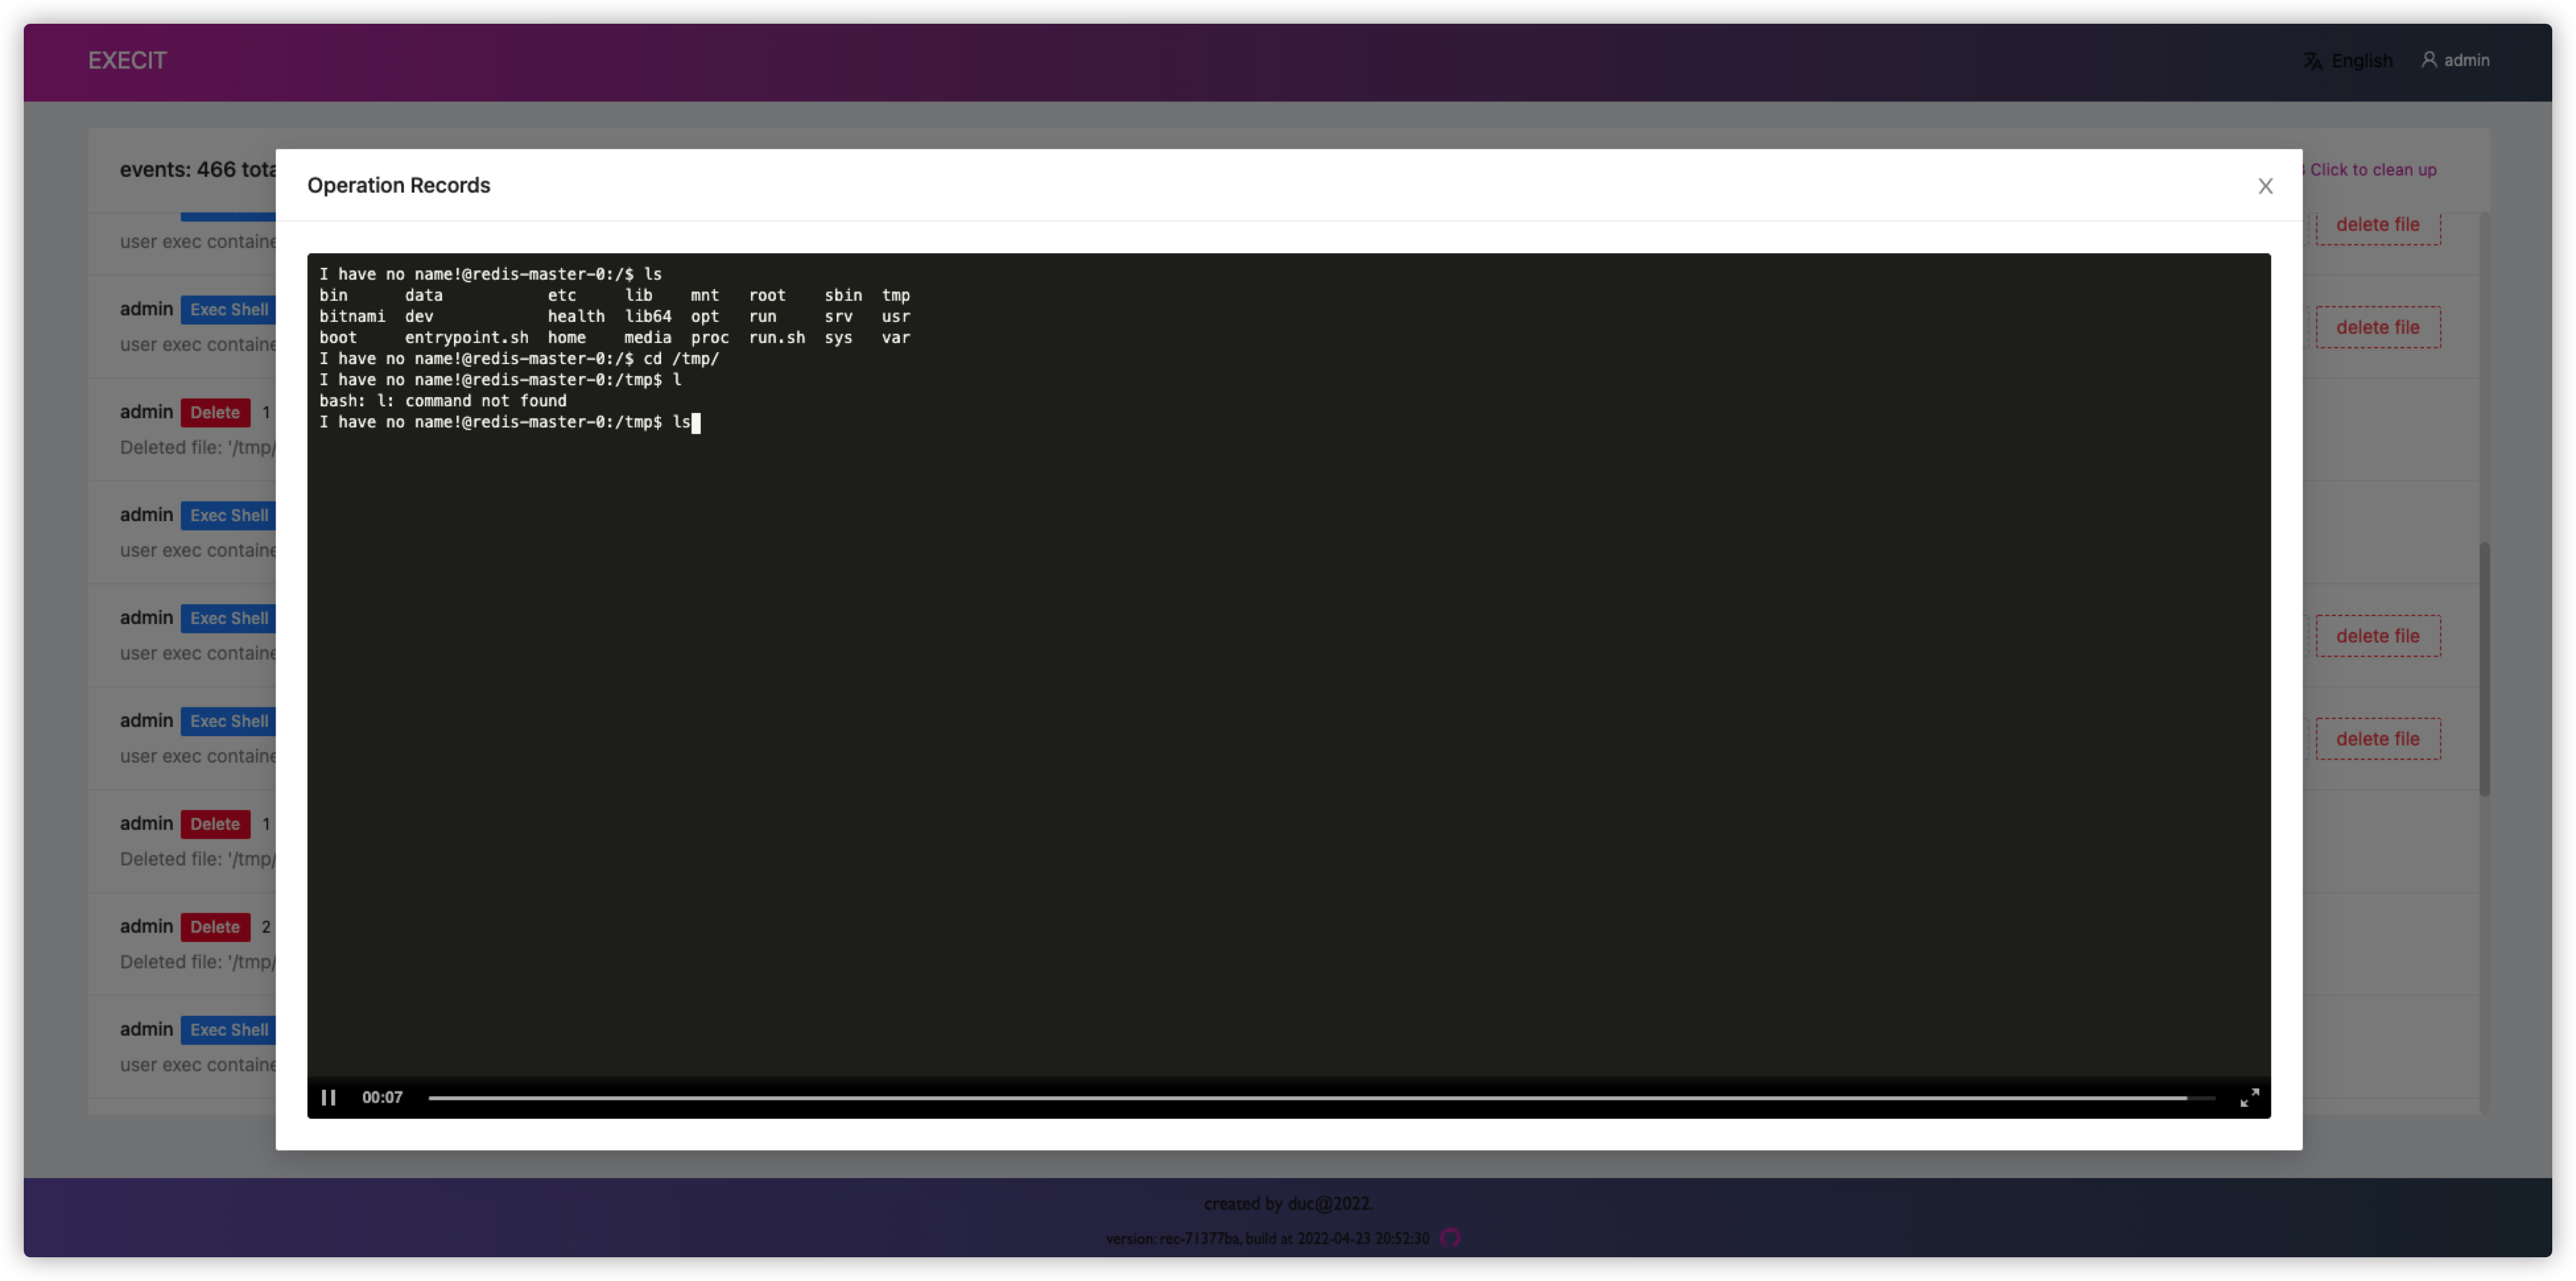 EXECIT
English admin
events: 466
Click to clean up
Operation Records
X
user exec
delete file
admin Exec Shell
user exec
delete file
admin Delete 1
Deleted file: '/tmp/
admin Exec Shell
user exec
admin Exec Shell
user exec
delete file
admin Exec Shell
user exec
delete file
admin Delete 1
Deleted file: '/tmp/
admin Delete 2
Deleted file: '/tmp/
admin Exec Shell
user exec
I have no name!@redis-master-0:/$ ls
bin data etc lib mnt root sbin tmp
bitnami dev health lib64 opt run srv usr
boot entrypoint.sh home media proc run.sh sys var
I have no name!@redis-master-0:/$ cd /tmp/
I have no name!@redis-master-0:/tmp$ l
bash: l: command not found
I have no name!@redis-master-0:/tmp$ ls
00:07
created by duc@2022.
version: rec-71377ba, build at 2022-04-23 20:52:30